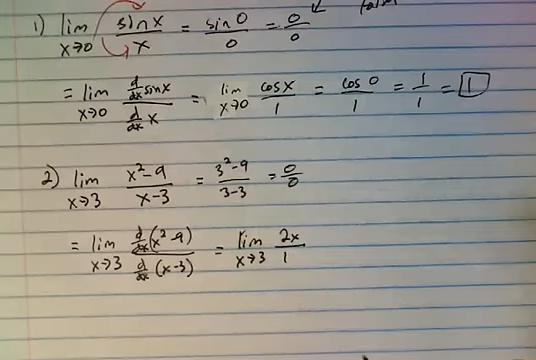 1) lim x→0 sin x / x = sin 0 / 0 = 0/0
= lim x→0 (d/dx sin x) / (d/dx x) = lim x→0 cos x / 1 = cos 0 / 1 = 1/1 = 1
2) lim x→3 (x² - 9) / (x - 3) = (3² - 9) / (3 - 3) = 0/0
= lim x→3 (d/dx (x² - 9)) / (d/dx (x - 3)) = lim x→3 2x / 1